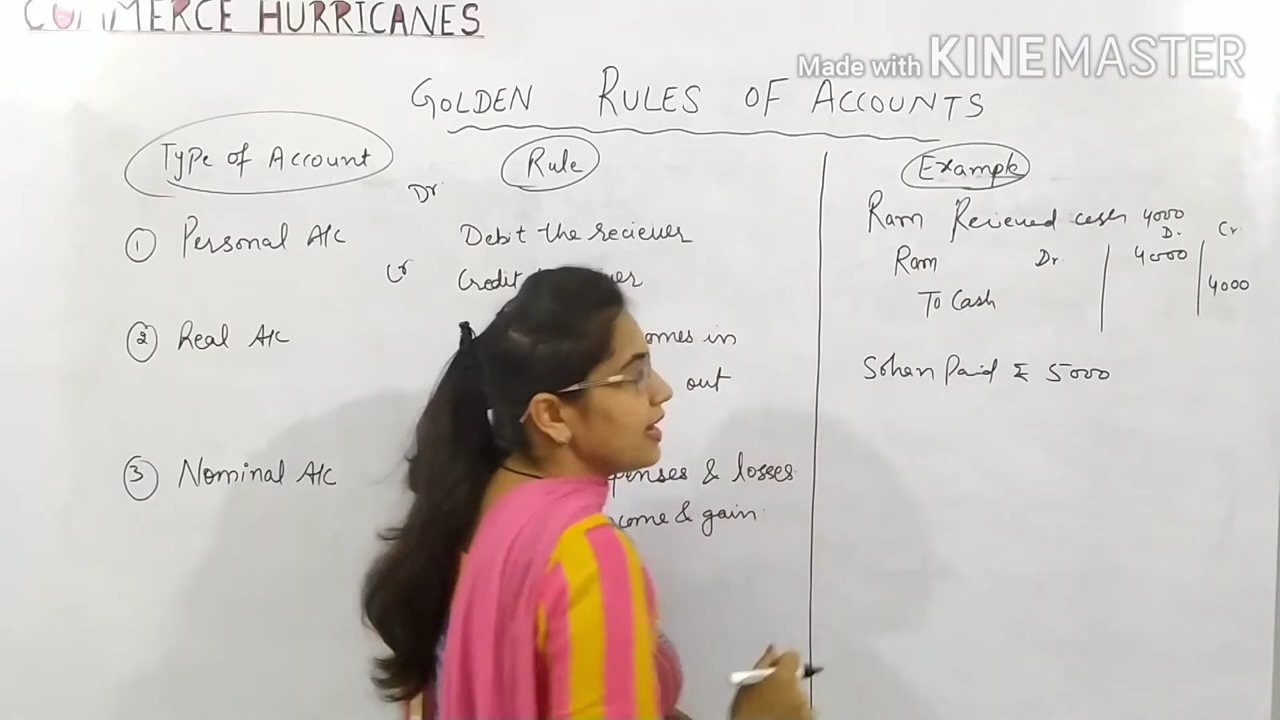 COMMERCE HURRICANES
Made with KINEMASTER
GOLDEN RULES OF ACCOUNTS
Type of Account
Rule
Example
Dr
① Personal A/c
Debit the reciever
Cr
Credit
② Real A/c
omes in
out
③ Nominal A/c
penses & losses
come & gain
Ram Recieved cash 4000
D.
Cr
Ram Dr. 4000
To Cash 4000
Sohan Paid ₹ 5000